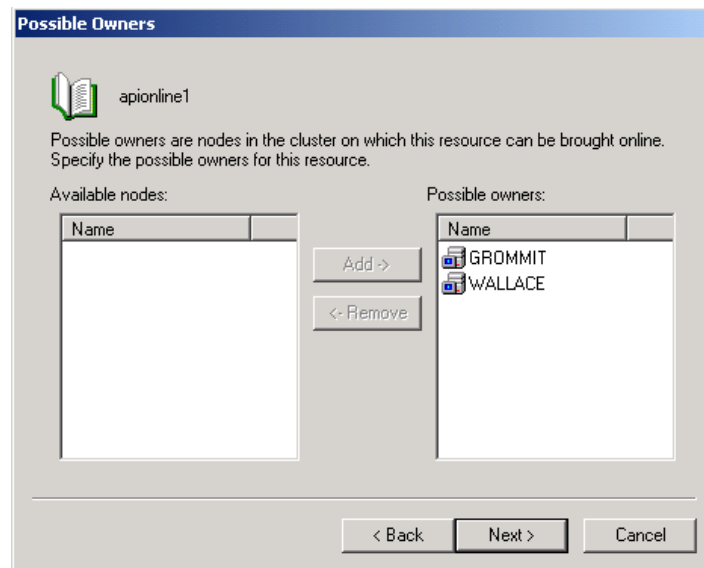 Possible Owners
apionline1
Possible owners are nodes in the cluster on which this resource can be brought online.
Specify the possible owners for this resource.
Available nodes:
Possible owners:
Name
Name
Add ->
GROMMIT
WALLACE
<- Remove
< Back
Next >
Cancel